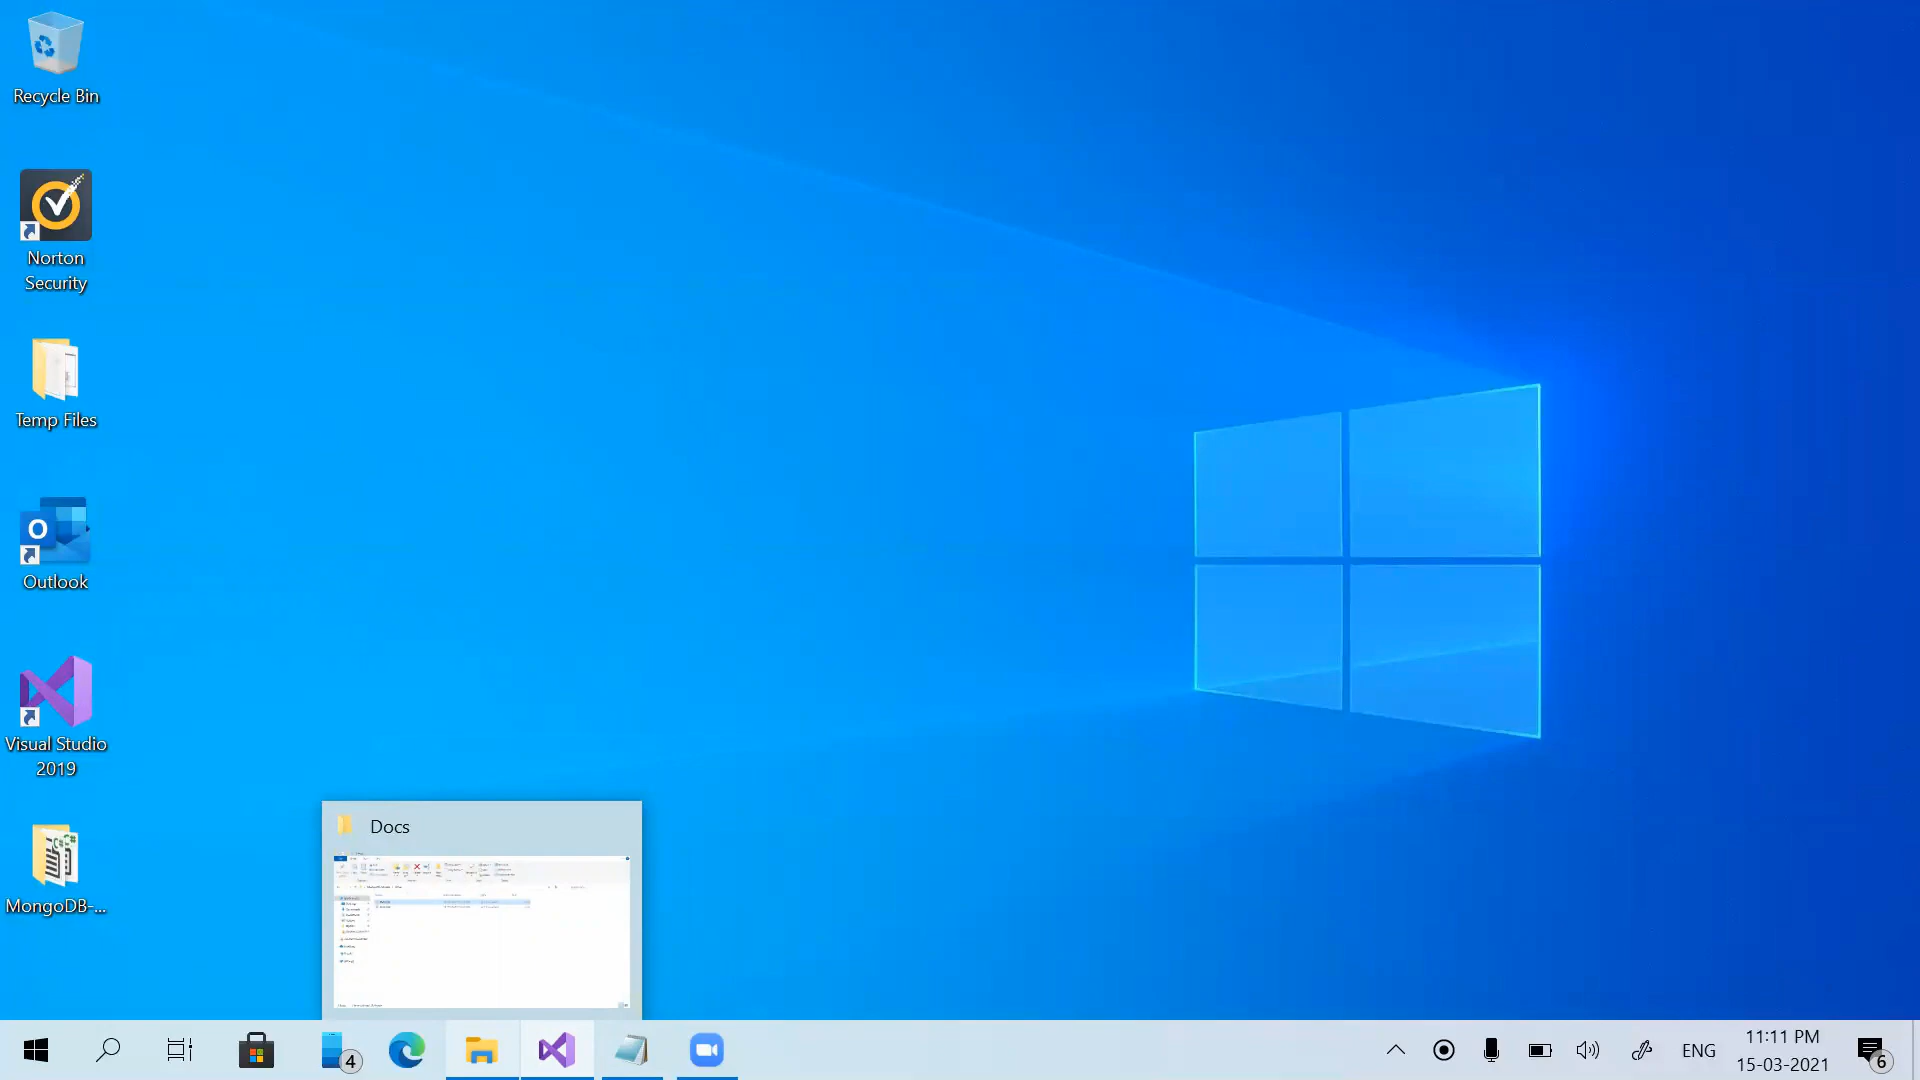 Recycle Bin
Norton
Security
Temp Files
Outlook
Visual Studio
2019
MongoDB-...
Docs
4
ENG
11:11 PM
15-03-2021
6